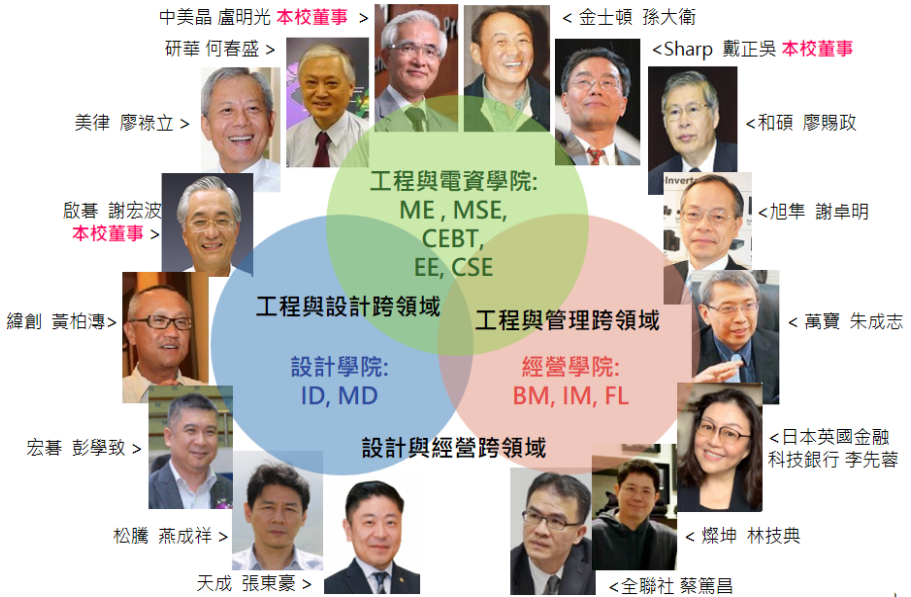 中美晶 盧明光 本校董事 >
< 金士頓 孫大衛
研華 何春盛 >
<Sharp 戴正吳 本校董事
美律 廖祿立 >
<和碩 廖賜政
工程與電資學院:
ME , MSE,
CEBT,
EE, CSE
啟碁 謝宏波
本校董事 >
<旭隼 謝卓明
工程與設計跨領域
工程與管理跨領域
緯創 黃柏漙>
< 萬寶 朱成志
設計學院:
ID, MD
經營學院:
BM, IM, FL
設計與經營跨領域
宏碁 彭學致 >
<日本英國金融
科技銀行 李先蓉
松騰 燕成祥 >
< 燦坤 林技典
天成 張東豪 >
<全聯社 蔡篤昌